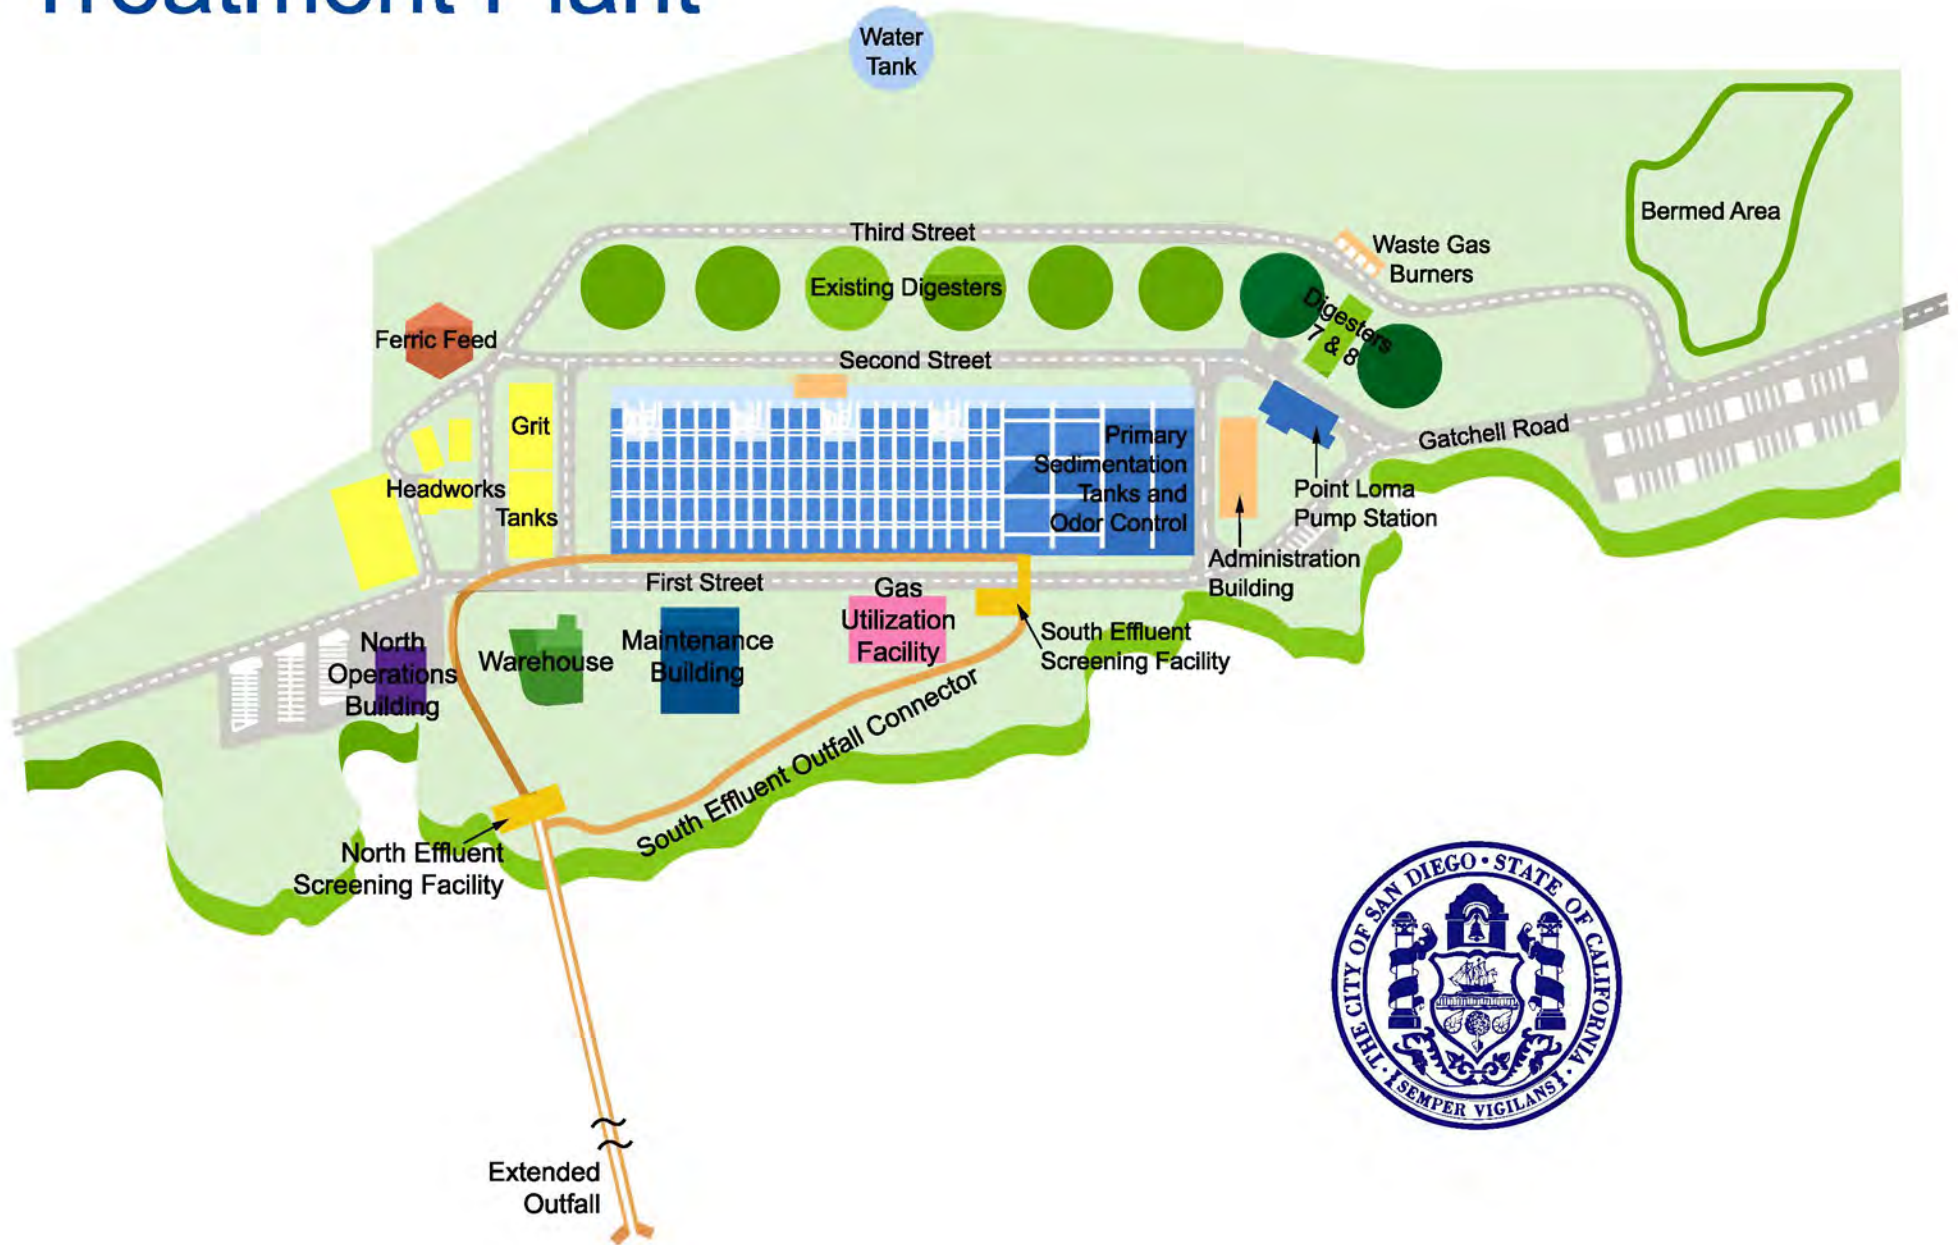 Treatment Plant
Water
Tank
Bermed Area
Third Street
Waste Gas
Burners
Existing Digesters
Digesters
7 & 8
Ferric Feed
Second Street
Grit
Tanks
Headworks
Primary
Sedimentation
Tanks and
Odor Control
Gatchell Road
Point Loma
Pump Station
Administration
Building
First Street
Gas
Utilization
Facility
North
Operations
Building
Warehouse
Maintenance
Building
South Effluent
Screening Facility
South Effluent Outfall Connector
North Effluent
Screening Facility
Extended
Outfall
THE CITY OF SAN DIEGO • STATE OF CALIFORNIA
SEMPER VIGILANS